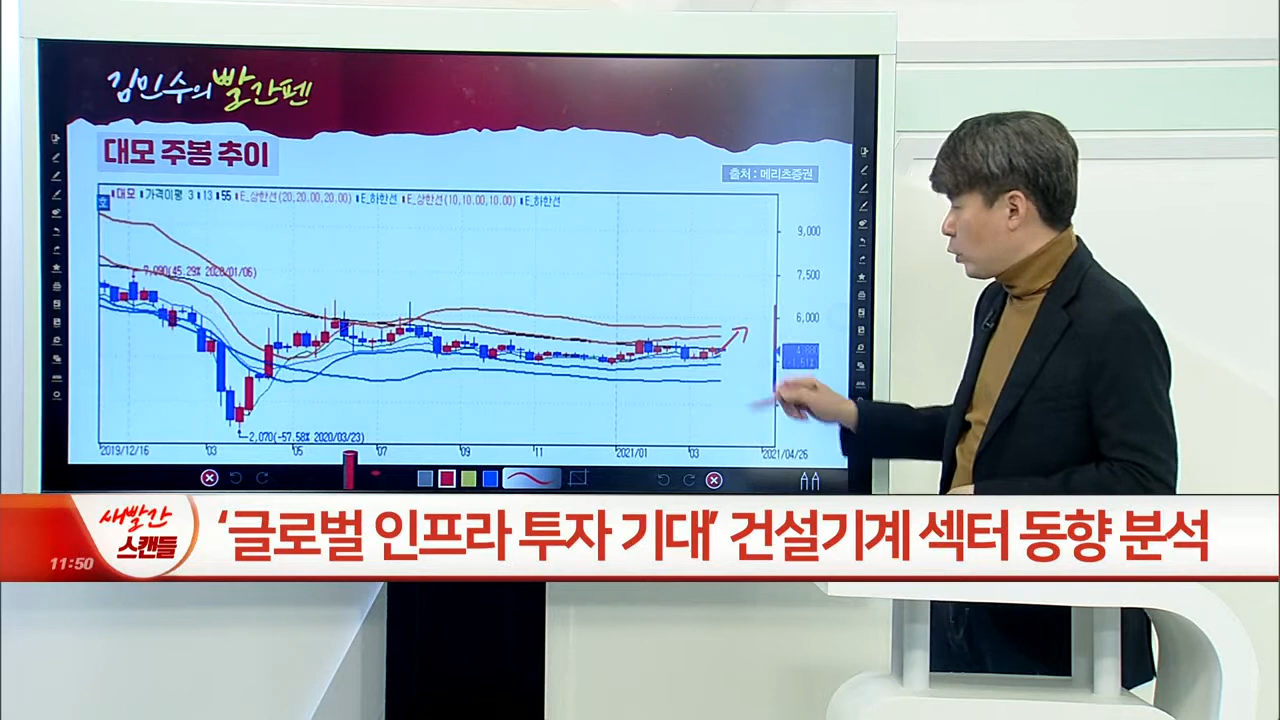 김민수의 빨간펜
대모 주봉 추이
출처 : 메리츠증권
호
대모 가격이평 3 13 55 E_상한선(20,20.00,20.00) E_하한선 E_상한선(10,10.00,10.00) E_하한선
9,000
7,090(45.29% 2020/01/06)
7,500
6,000
4,880
(-1.51%)
2,070(-57.58% 2020/03/23)
2019/12/16 03 05 07 09 11 2021/01 03 2021/04/26
새빨간
스캔들
11:50
‘글로벌 인프라 투자 기대’ 건설기계 섹터 동향 분석